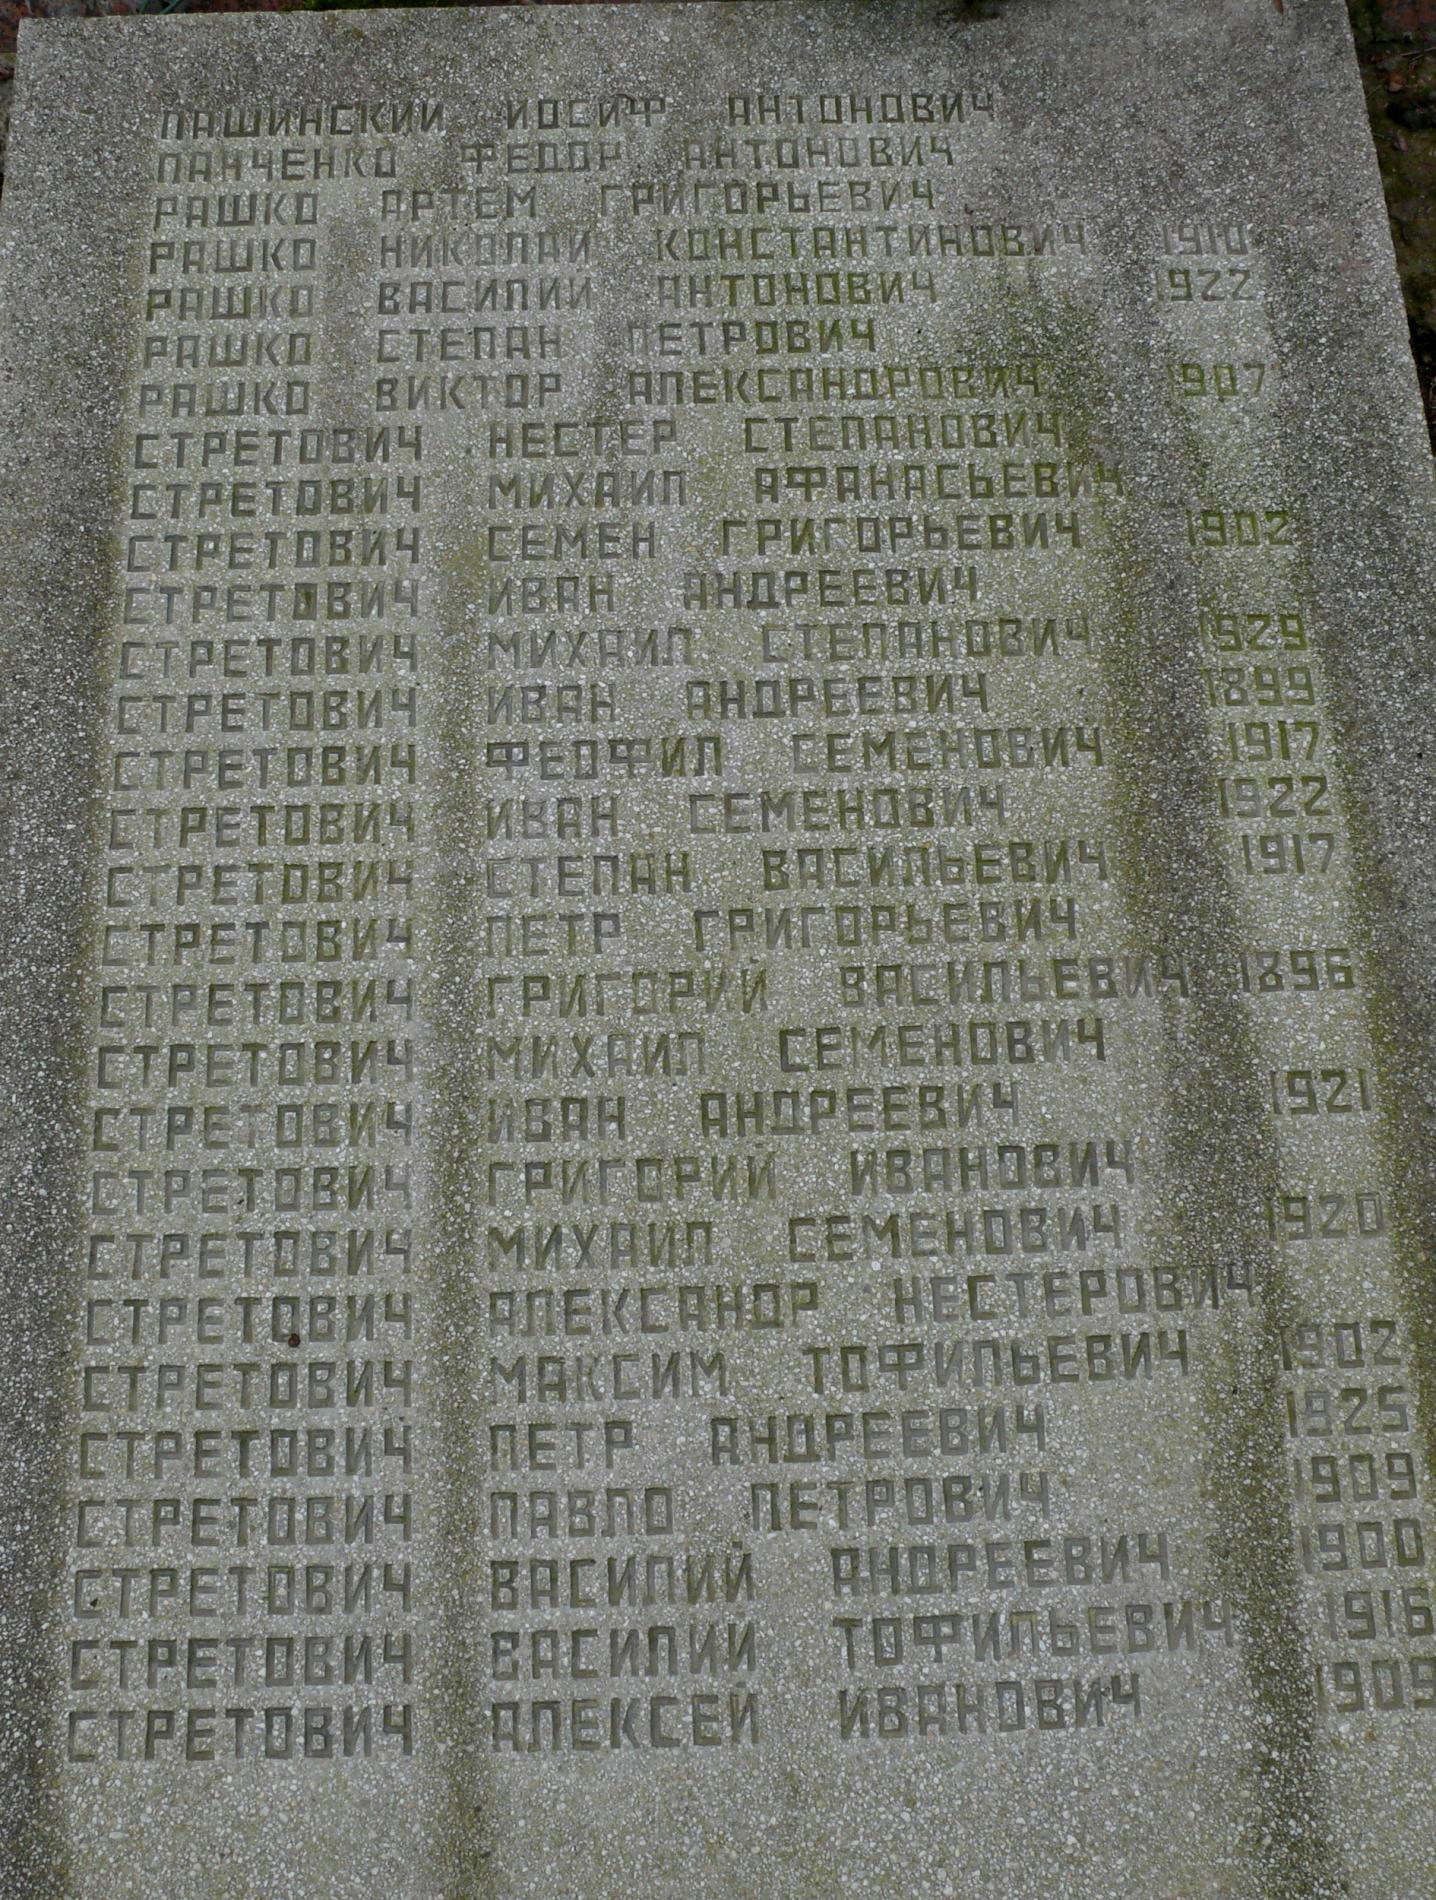 ПАШИНСКИЙ ИОСИФ АНТОНОВИЧ
ПАНЧЕНКО ФЕДОР АНТОНОВИЧ
РАШКО АРТЕМ ГРИГОРЬЕВИЧ
РАШКО НИКОЛАЙ КОНСТАНТИНОВИЧ 1910
РАШКО ВАСИЛИЙ АНТОНОВИЧ 1922
РАШКО СТЕПАН ПЕТРОВИЧ
РАШКО ВИКТОР АЛЕКСАНДРОВИЧ 1907
СТРЕТОВИЧ НЕСТЕР СТЕПАНОВИЧ
СТРЕТОВИЧ МИХАИЛ АФАНАСЬЕВИЧ
СТРЕТОВИЧ СЕМЕН ГРИГОРЬЕВИЧ 1902
СТРЕТОВИЧ ИВАН АНДРЕЕВИЧ
СТРЕТОВИЧ МИХАИЛ СТЕПАНОВИЧ 1929
СТРЕТОВИЧ ИВАН АНДРЕЕВИЧ 1899
СТРЕТОВИЧ ФЕОФИЛ СЕМЕНОВИЧ 1917
СТРЕТОВИЧ ИВАН СЕМЕНОВИЧ 1922
СТРЕТОВИЧ СТЕПАН ВАСИЛЬЕВИЧ 1917
СТРЕТОВИЧ ПЕТР ГРИГОРЬЕВИЧ
СТРЕТОВИЧ ГРИГОРИЙ ВАСИЛЬЕВИЧ 1896
СТРЕТОВИЧ МИХАИЛ СЕМЕНОВИЧ
СТРЕТОВИЧ ИВАН АНДРЕЕВИЧ 1921
СТРЕТОВИЧ ГРИГОРИЙ ИВАНОВИЧ
СТРЕТОВИЧ МИХАИЛ СЕМЕНОВИЧ 1920
СТРЕТОВИЧ АЛЕКСАНДР НЕСТЕРОВИЧ
СТРЕТОВИЧ МАКСИМ ТОФИЛЬЕВИЧ 1902
СТРЕТОВИЧ ПЕТР АНДРЕЕВИЧ 1925
СТРЕТОВИЧ ПАВЛО ПЕТРОВИЧ 1909
СТРЕТОВИЧ ВАСИЛИЙ АНДРЕЕВИЧ 1900
СТРЕТОВИЧ ВАСИЛИЙ ТОФИЛЬЕВИЧ 1916
СТРЕТОВИЧ АЛЕКСЕЙ ИВАНОВИЧ 1909